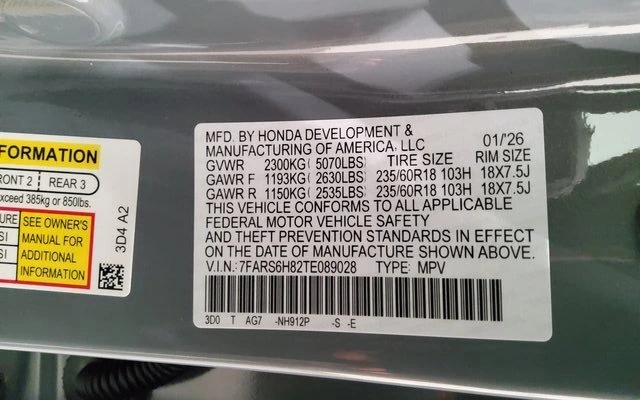 FORMATION
RONT 2 REAR 3
xceed 385kg or 850lbs.
URE SEE OWNER'S
SI MANUAL FOR
SI ADDITIONAL
INFORMATION
3D4 A2
MFD. BY HONDA DEVELOPMENT &
MANUFACTURING OF AMERICA, LLC 01/'26
GVWR 2300KG( 5070LBS) TIRE SIZE RIM SIZE
GAWR F 1193KG( 2630LBS) 235/60R18 103H 18X7.5J
GAWR R 1150KG( 2535LBS) 235/60R18 103H 18X7.5J
THIS VEHICLE CONFORMS TO ALL APPLICABLE
FEDERAL MOTOR VEHICLE SAFETY
AND THEFT PREVENTION STANDARDS IN EFFECT
ON THE DATE OF MANUFACTURE SHOWN ABOVE.
V.I.N.:7FARS6H82TE089028 TYPE: MPV
3D0 T AG7 -NH912P -S -E